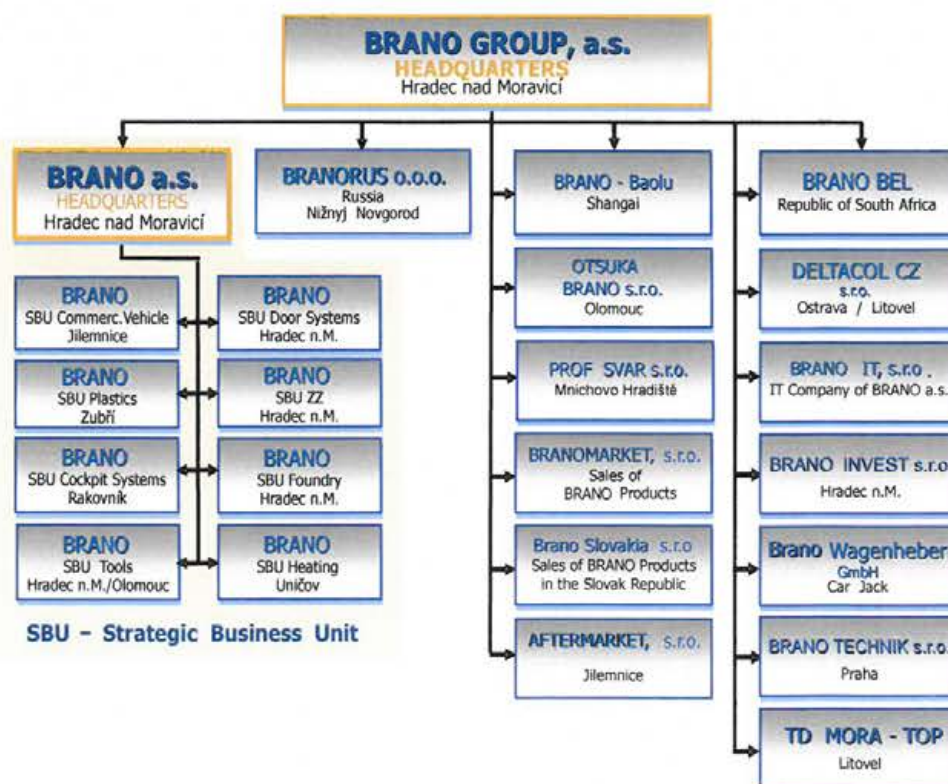 BRANO GROUP, a.s.
HEADQUARTERS
Hradec nad Moravicí
BRANO a.s.
HEADQUARTERS
Hradec nad Moravicí
BRANORUS o.o.o.
Russia
Nižnyj Novgorod
BRANO - Baolu
Shangai
BRANO BEL
Republic of South Africa
BRANO
SBU Commerc.Vehicle
Jilemnice
BRANO
SBU Door Systems
Hradec n.M.
BRANO
SBU Plastics
Zubří
BRANO
SBU ZZ
Hradec n.M.
BRANO
SBU Cockpit Systems
Rakovník
BRANO
SBU Foundry
Hradec n.M.
BRANO
SBU Tools
Hradec n.M./Olomouc
BRANO
SBU Heating
Uničov
SBU – Strategic Business Unit
OTSUKA
BRANO s.r.o.
Olomouc
PROF SVAR s.r.o.
Mnichovo Hradiště
BRANOMARKET, s.r.o.
Sales of
BRANO Products
Brano Slovakia s.r.o
Sales of BRANO Products
in the Slovak Republic
AFTERMARKET, s.r.o.
Jilemnice
DELTACOL CZ
s.r.o.
Ostrava / Litovel
BRANO IT, s.r.o .
IT Company of BRANO a.s.
BRANO INVEST s.r.o
Hradec n.M.
Brano Wagenheber
GmbH
Car Jack
BRANO TECHNIK s.r.o.
Praha
TD MORA - TOP
Litovel